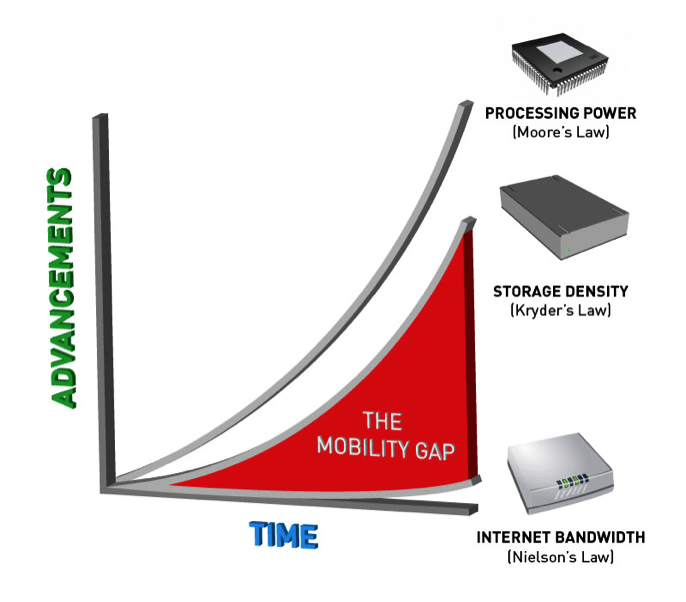 PROCESSING POWER
(Moore's Law)
ADVANCEMENTS
STORAGE DENSITY
(Kryder's Law)
THE
MOBILITY GAP
TIME
INTERNET BANDWIDTH
(Nielson's Law)